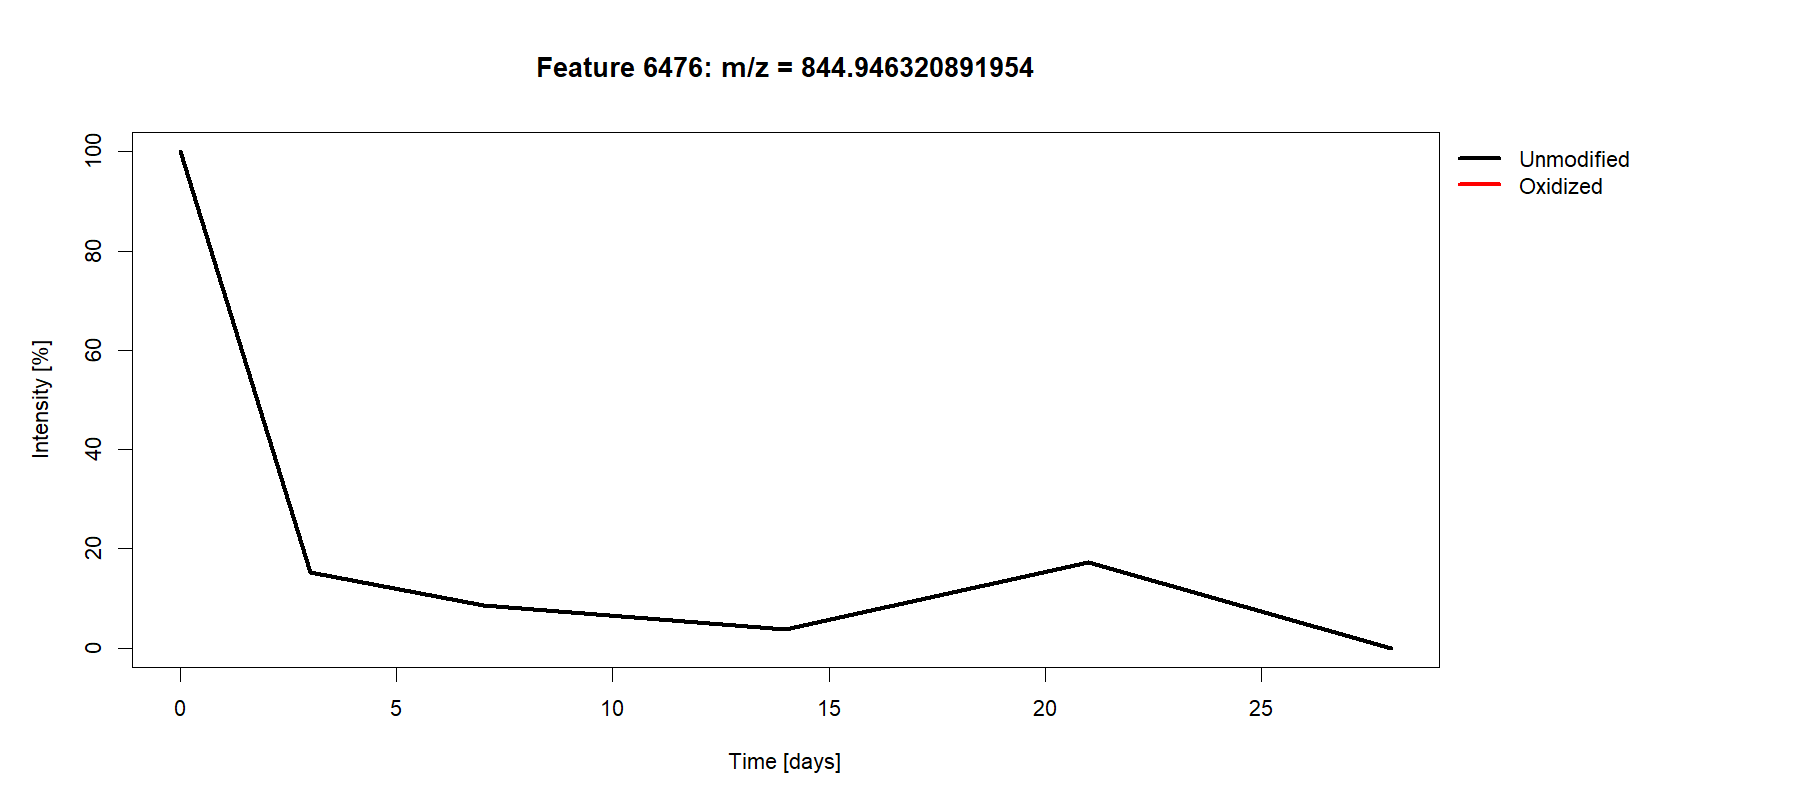 Feature 6476: m/z = 844.946320891954
Unmodified
Oxidized
Intensity [%]
100
80
60
40
20
0
0 5 10 15 20 25
Time [days]